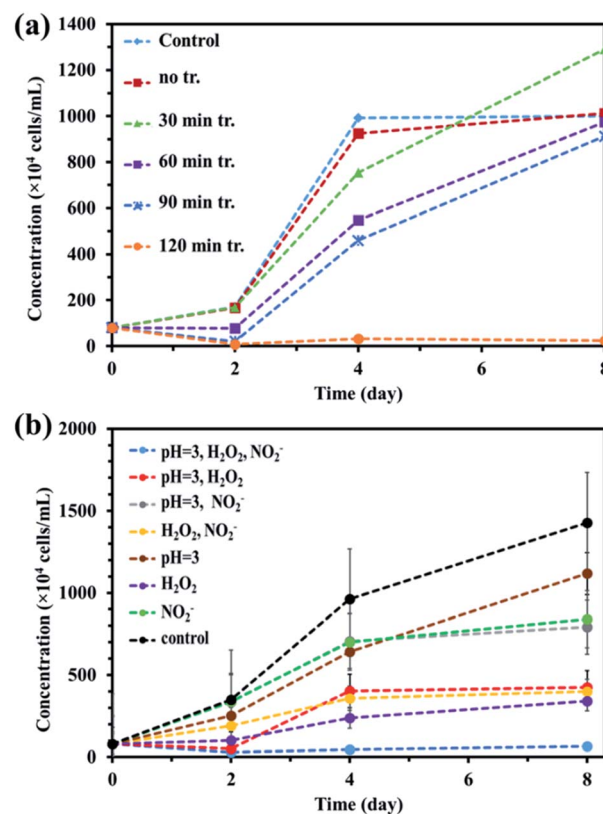 (a)
1400
1200
1000
800
600
400
200
0
Concentration (×10⁴ cells/mL)
Control
no tr.
30 min tr.
60 min tr.
90 min tr.
120 min tr.
0 2 4 6 8
Time (day)
(b)
2000
1500
1000
500
0
Concentration (×10⁴ cells/mL)
pH=3, H₂O₂, NO₂⁻
pH=3, H₂O₂
pH=3, NO₂⁻
H₂O₂, NO₂⁻
pH=3
H₂O₂
NO₂⁻
control
0 2 4 6 8
Time (day)